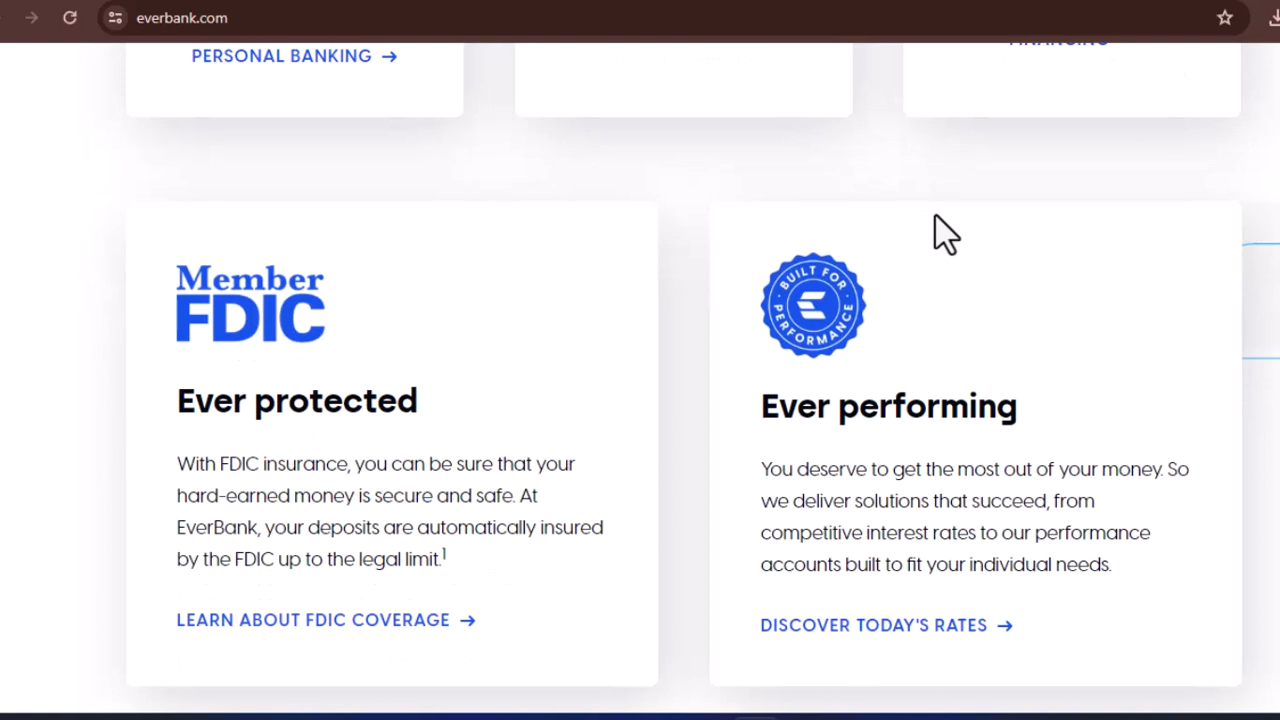 everbank.com
PERSONAL BANKING →
FINANCING
Member
FDIC
Ever protected
With FDIC insurance, you can be sure that your
hard-earned money is secure and safe. At
EverBank, your deposits are automatically insured
by the FDIC up to the legal limit.¹
LEARN ABOUT FDIC COVERAGE →
BUILT FOR
PERFORMANCE
Ever performing
You deserve to get the most out of your money. So
we deliver solutions that succeed, from
competitive interest rates to our performance
accounts built to fit your individual needs.
DISCOVER TODAY'S RATES →